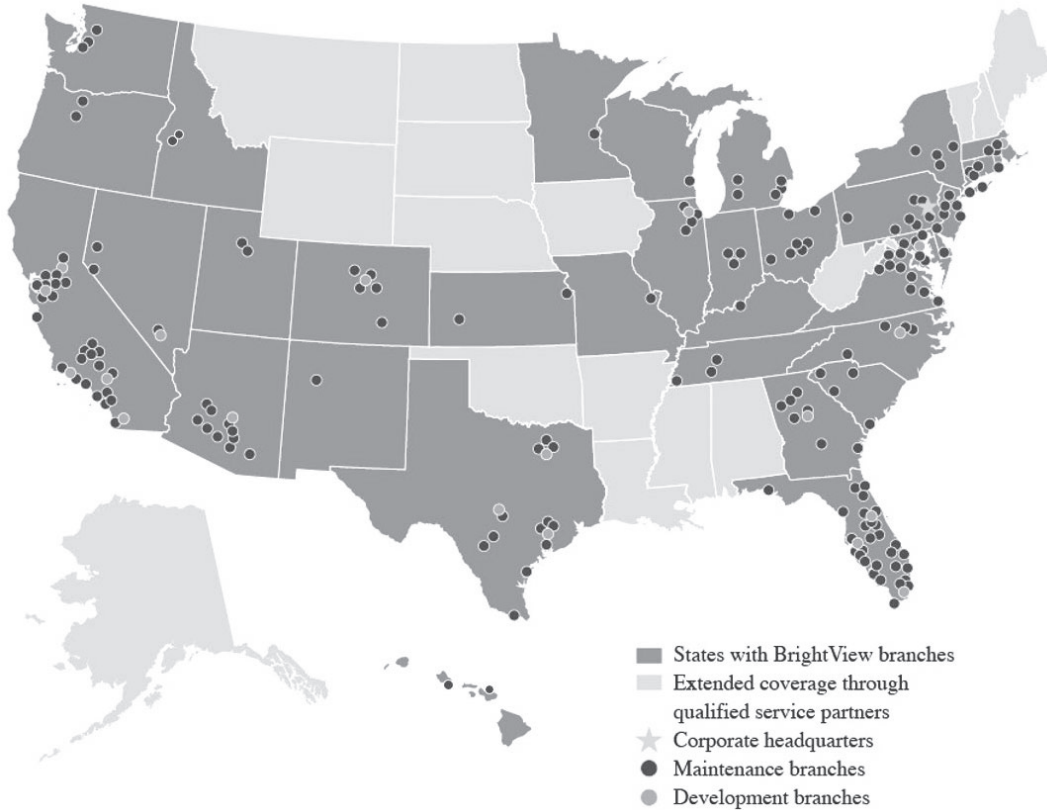 States with BrightView branches
Extended coverage through
qualified service partners
Corporate headquarters
Maintenance branches
Development branches